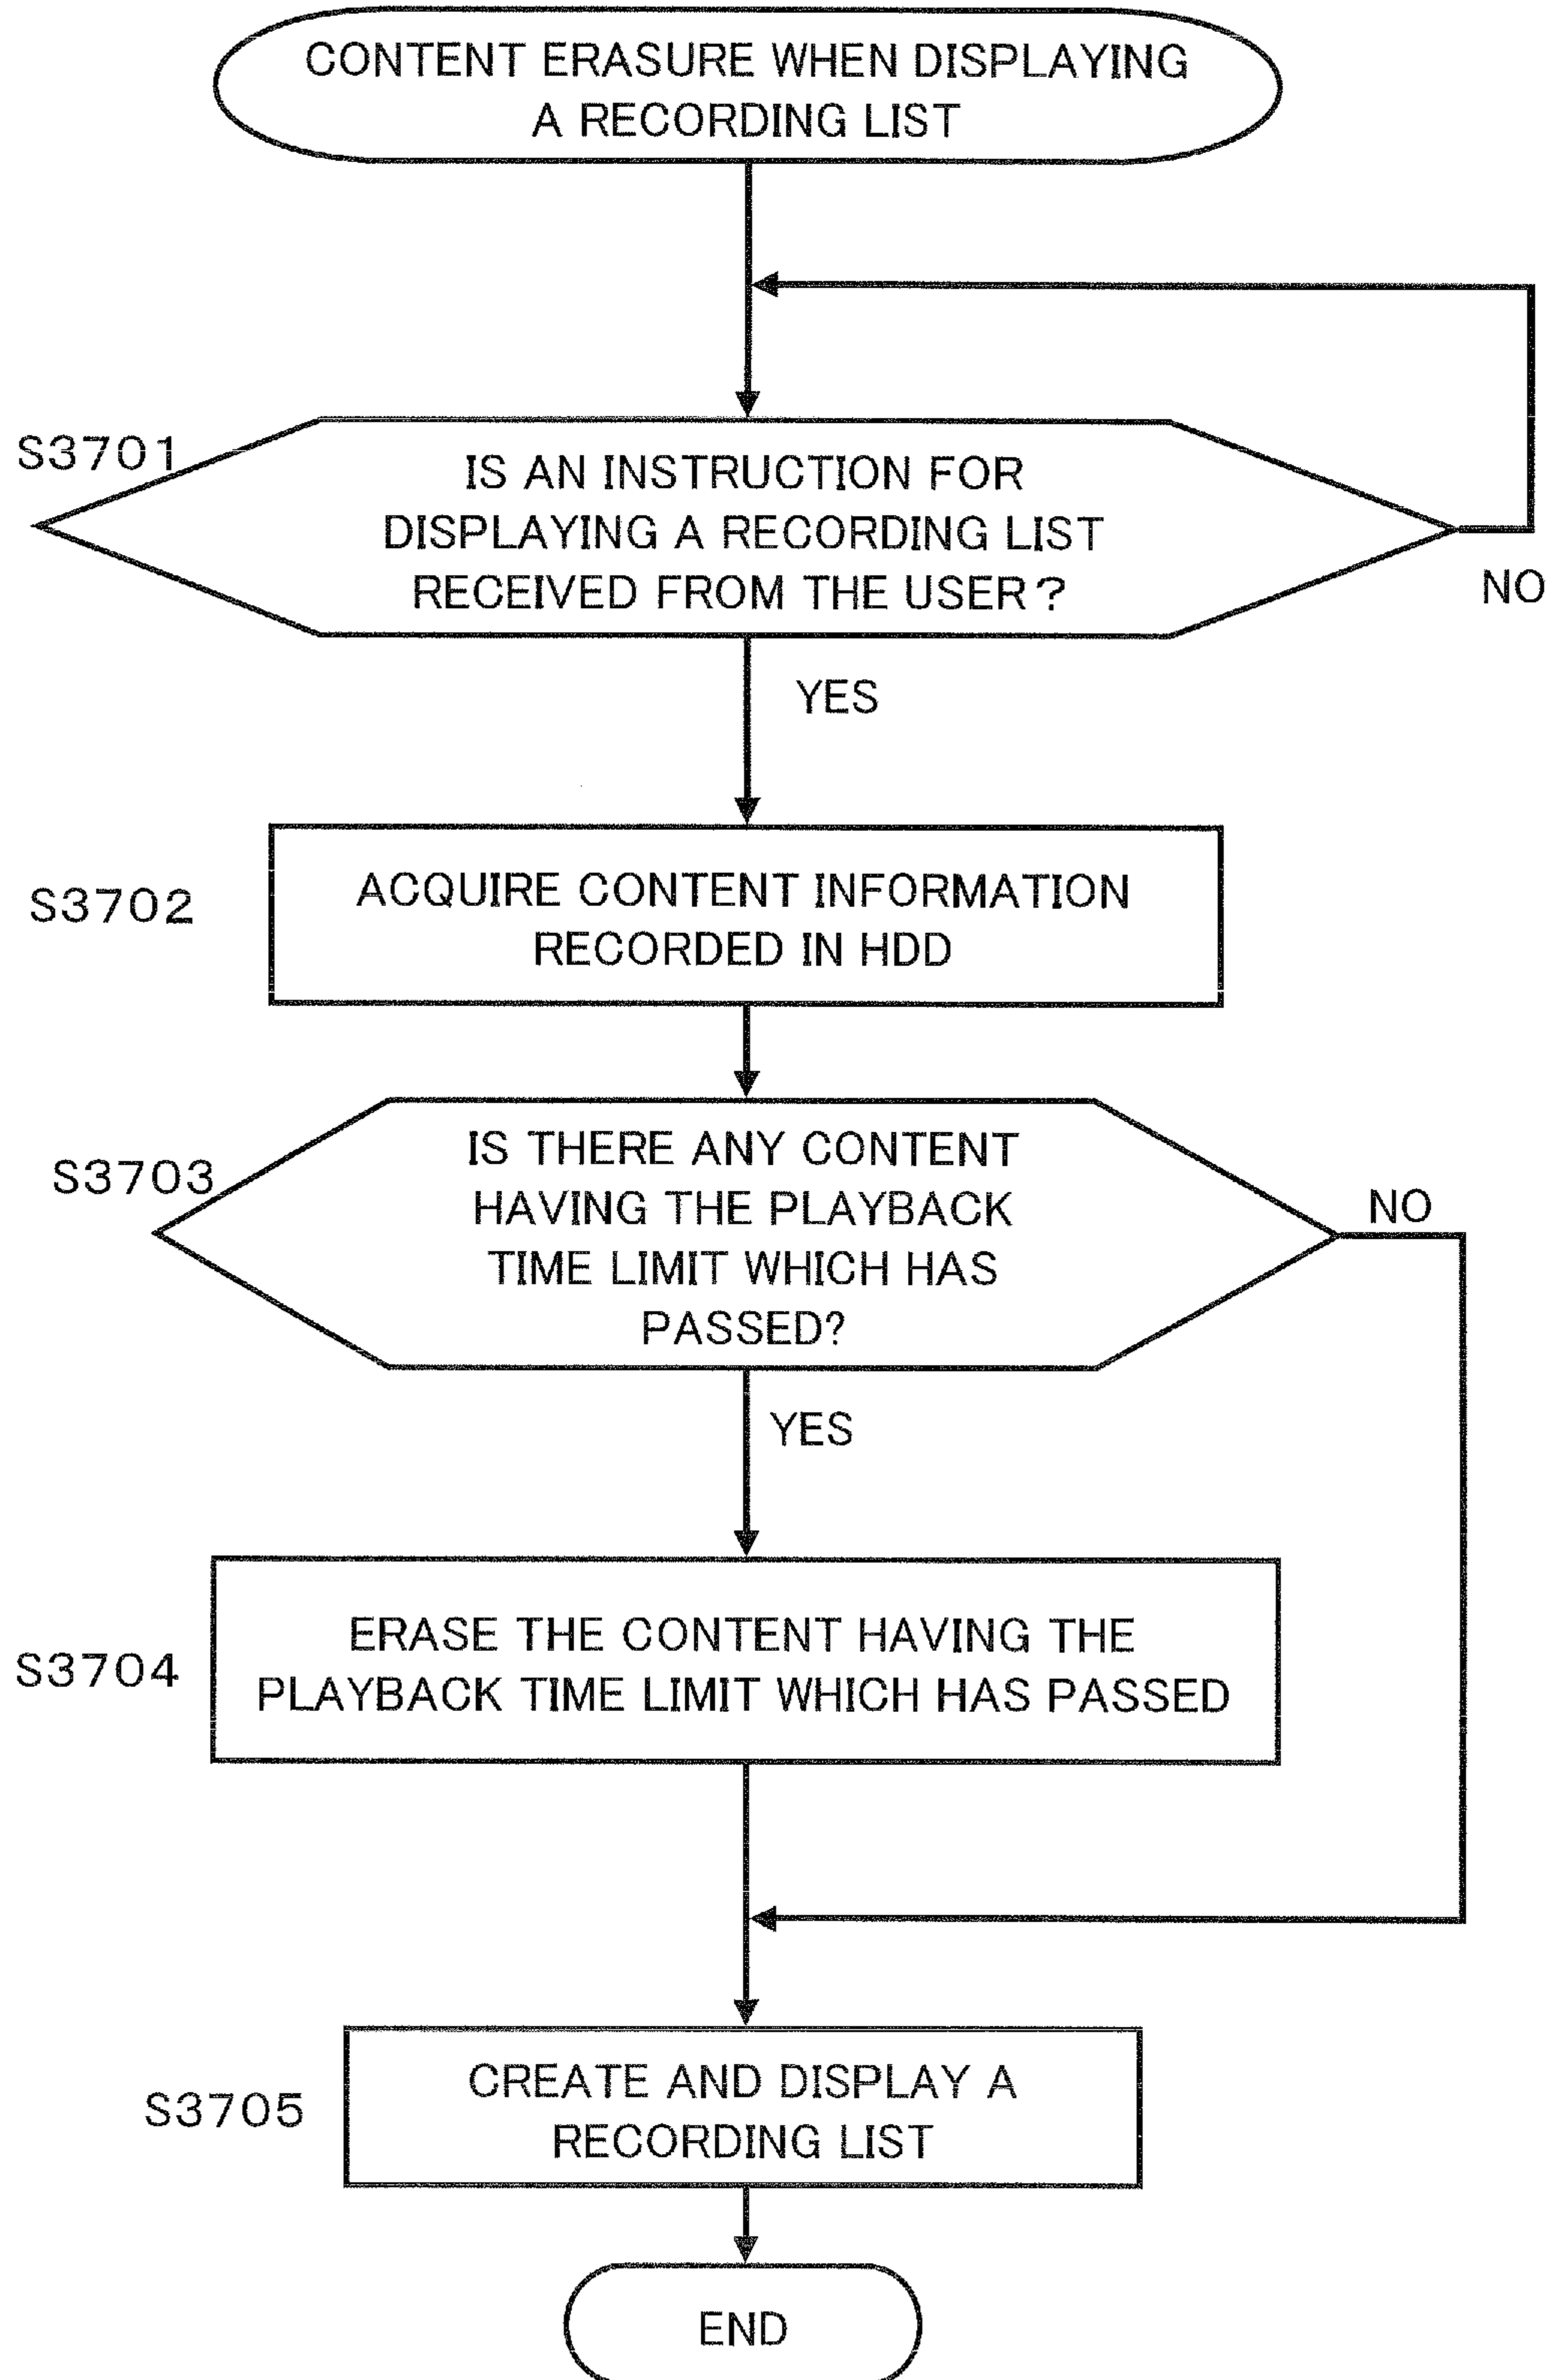 CONTENT ERASURE WHEN DISPLAYING
A RECORDING LIST
S3701
IS AN INSTRUCTION FOR
DISPLAYING A RECORDING LIST
RECEIVED FROM THE USER?
NO
YES
S3702
ACQUIRE CONTENT INFORMATION
RECORDED IN HDD
S3703
IS THERE ANY CONTENT
HAVING THE PLAYBACK
TIME LIMIT WHICH HAS
PASSED?
NO
YES
S3704
ERASE THE CONTENT HAVING THE
PLAYBACK TIME LIMIT WHICH HAS PASSED
S3705
CREATE AND DISPLAY A
RECORDING LIST
END